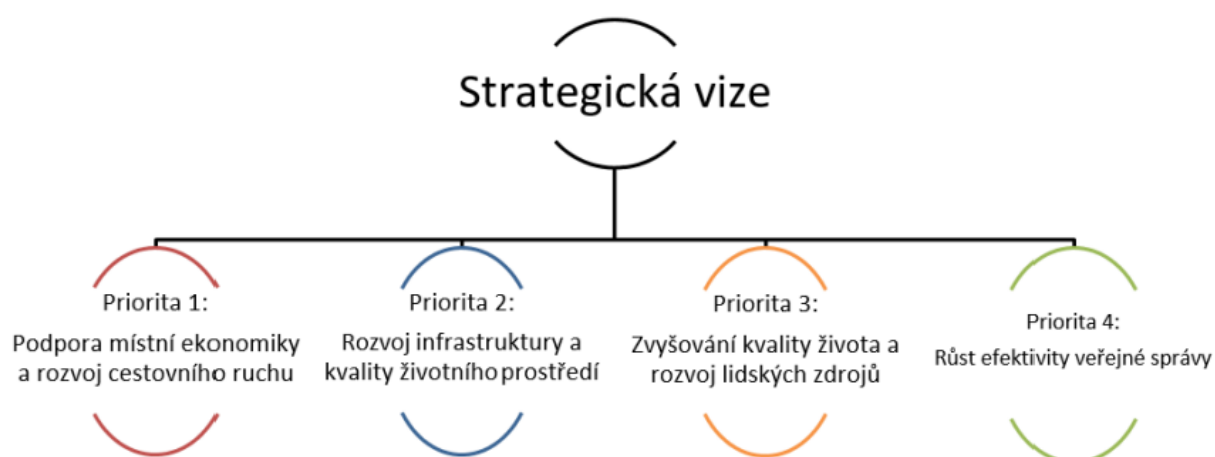 Strategická vize
Priorita 1:
Podpora místní ekonomiky
a rozvoj cestovního ruchu
Priorita 2:
Rozvoj infrastruktury a
kvality životního prostředí
Priorita 3:
Zvyšování kvality života a
rozvoj lidských zdrojů
Priorita 4:
Růst efektivity veřejné správy